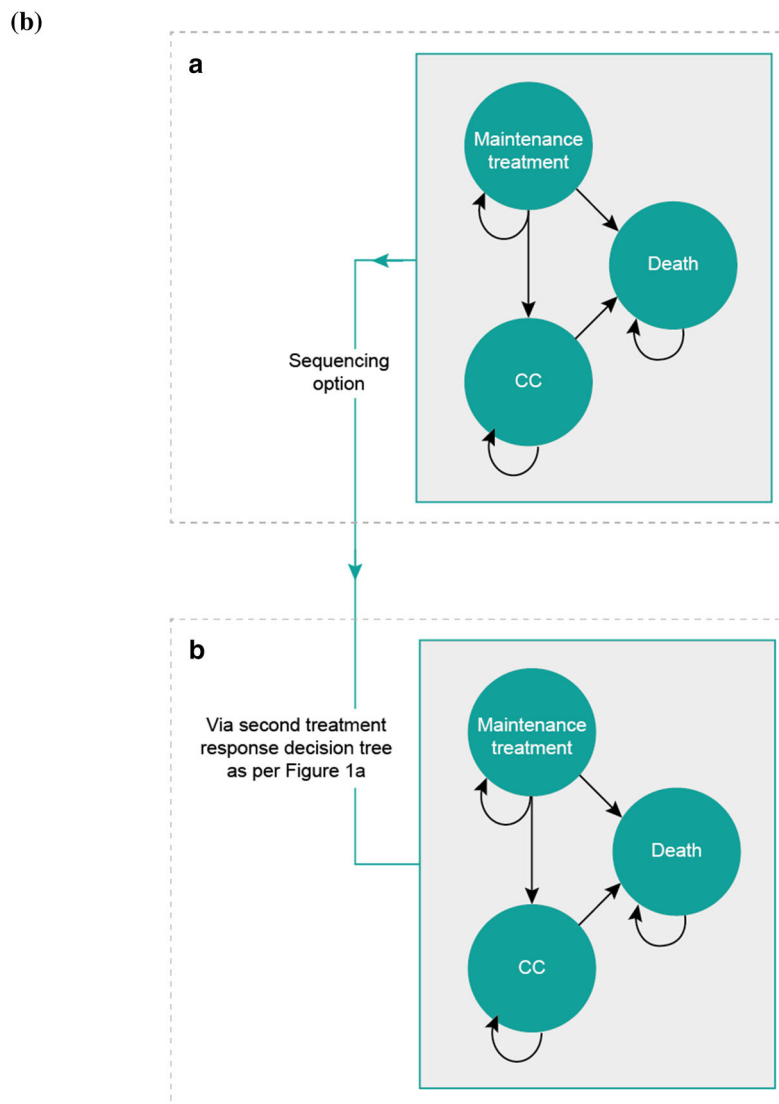 (b)
a
Maintenance
treatment
Death
Sequencing
option
CC
b
Maintenance
treatment
Via second treatment
response decision tree
as per Figure 1a
Death
CC